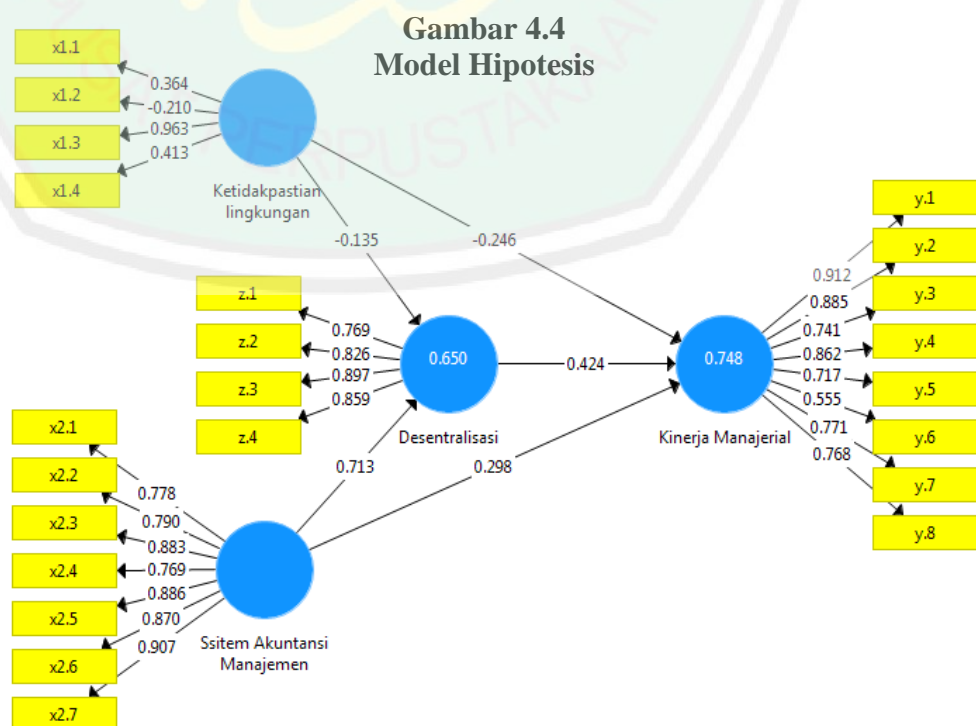 Gambar 4.4
Model Hipotesis
x1.1
x1.2
x1.3
x1.4
0.364
-0.210
0.963
0.413
Ketidakpastian
lingkungan
PERPUSTAKAAN
-0.135
-0.246
z.1
z.2
z.3
z.4
0.769
0.826
0.897
0.859
0.650
Desentralisasi
0.424
0.748
Kinerja Manajerial
0.912
0.885
0.741
0.862
0.717
0.555
0.771
0.768
y.1
y.2
y.3
y.4
y.5
y.6
y.7
y.8
0.713
0.298
x2.1
x2.2
x2.3
x2.4
x2.5
x2.6
x2.7
0.778
0.790
0.883
0.769
0.886
0.870
0.907
Ssitem Akuntansi
Manajemen